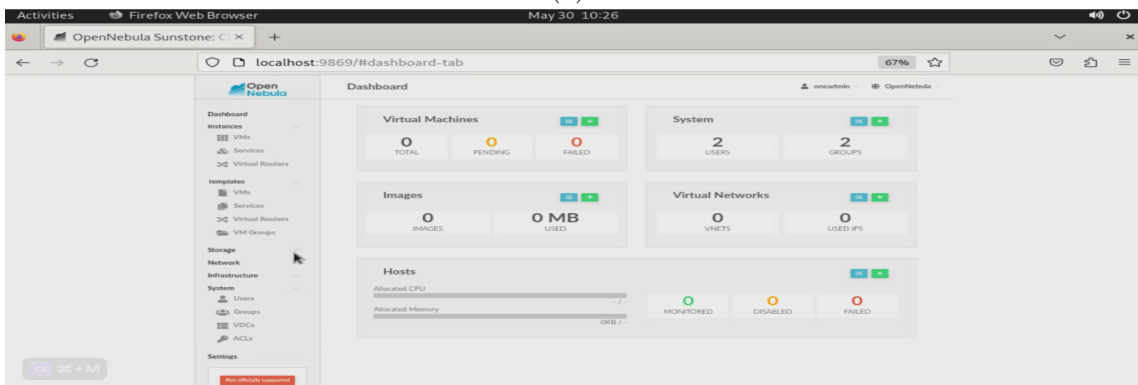 Activities Firefox Web Browser May 30 10:26
OpenNebula Sunstone: Cl × +
localhost:9869/#dashboard-tab 67%
Open Nebula
Dashboard
oneadmin OpenNebula
Dashboard
Instances
VMs
Services
Virtual Routers
Templates
VMs
Services
Virtual Routers
VM Groups
Storage
Network
Infrastructure
System
Users
Groups
VDCs
ACLs
Settings
Not officially supported
Virtual Machines
0 0 0
TOTAL PENDING FAILED
System
2 2
USERS GROUPS
Images
0 0 MB
IMAGES USED
Virtual Networks
0 0
VNETS USED IPS
Hosts
Allocated CPU
- / -
Allocated Memory
0KB / -
0 0 0
MONITORED DISABLED FAILED
⌘+M